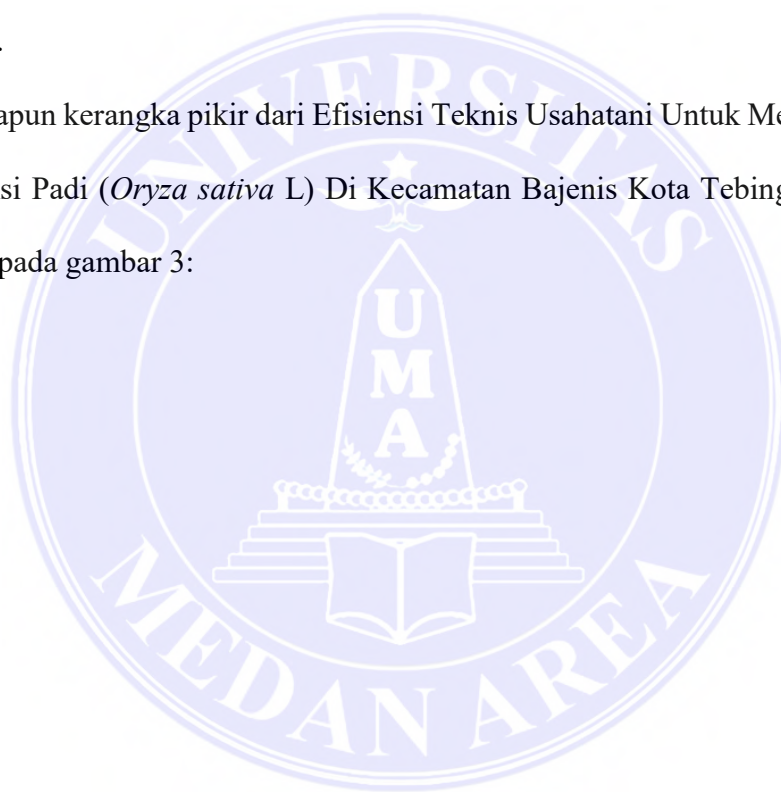 .
apun kerangka pikir dari Efisiensi Teknis Usahatani Untuk Me
si Padi (Oryza sativa L) Di Kecamatan Bajenis Kota Tebing
pada gambar 3:
UNIVERSITAS
UMA
MEDAN AREA